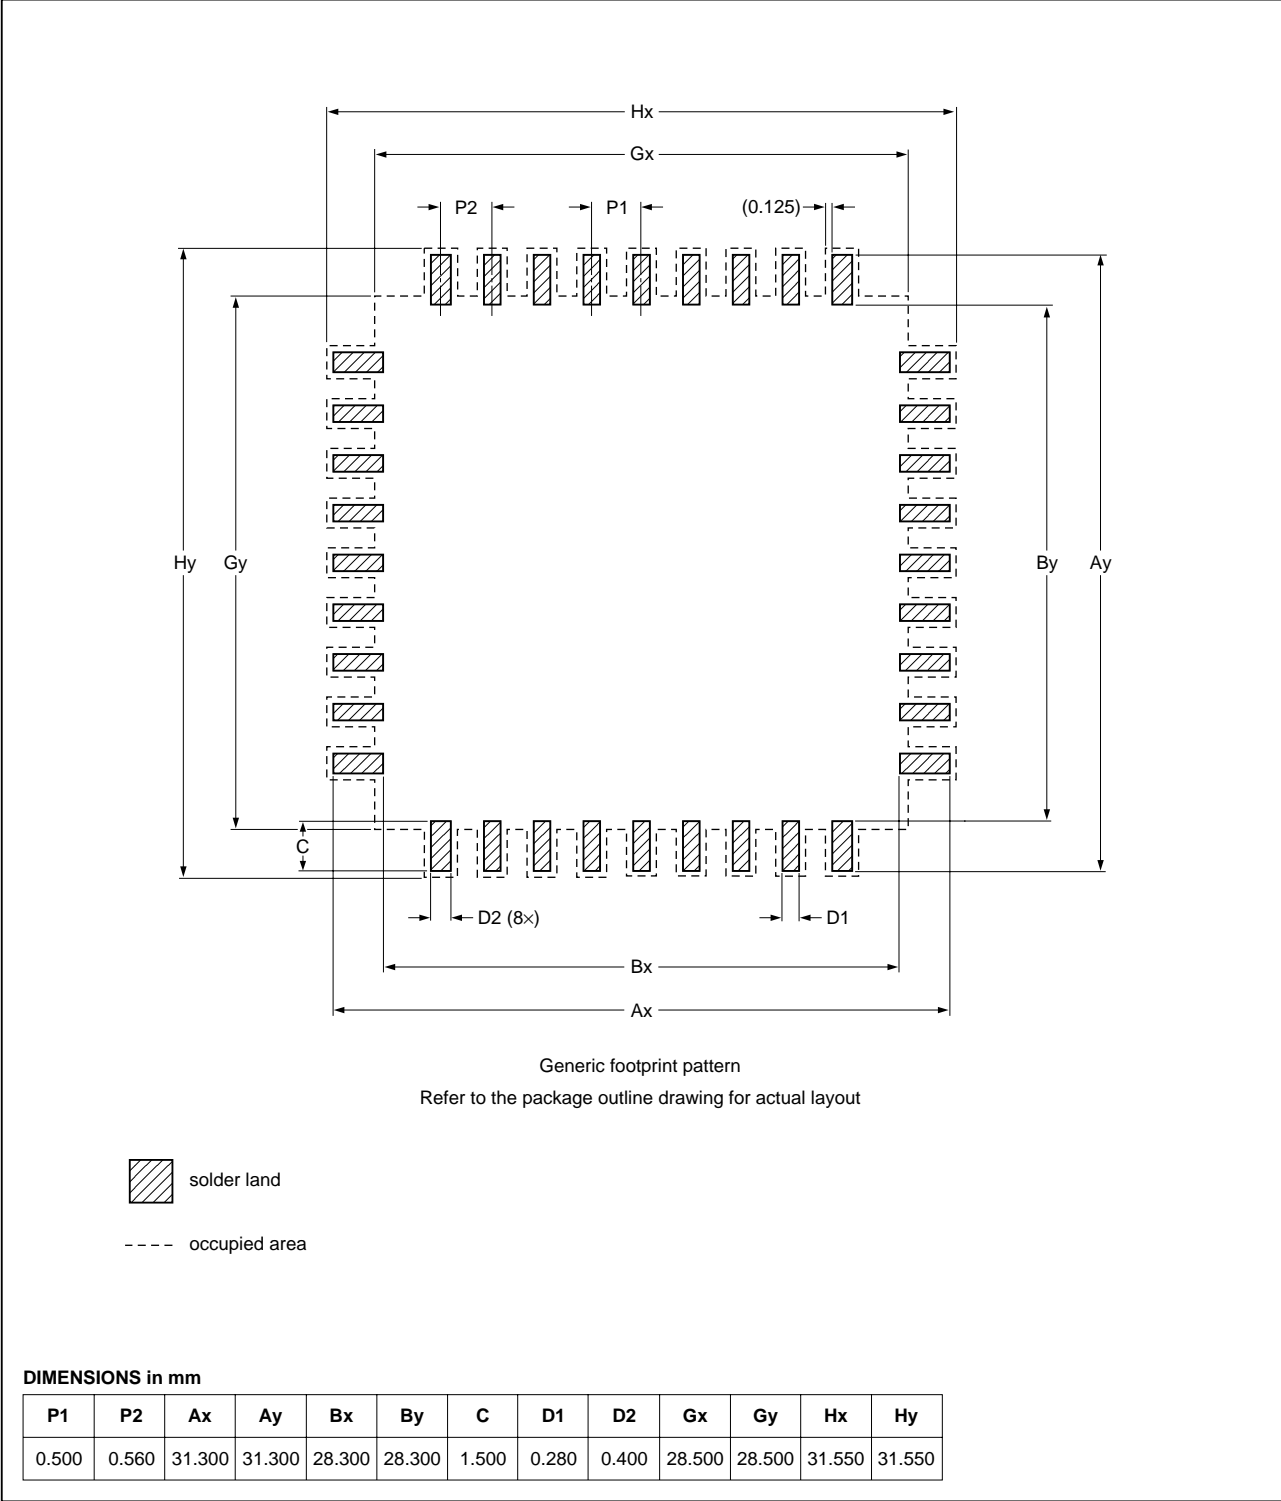 Hx
Gx
P2
P1
(0.125)
Hy
Gy
By
Ay
C
D2 (8×)
D1
Bx
Ax
Generic footprint pattern
Refer to the package outline drawing for actual layout
solder land
occupied area
DIMENSIONS in mm
P1 P2 Ax Ay Bx By C D1 D2 Gx Gy Hx Hy
0.500 0.560 31.300 31.300 28.300 28.300 1.500 0.280 0.400 28.500 28.500 31.550 31.550